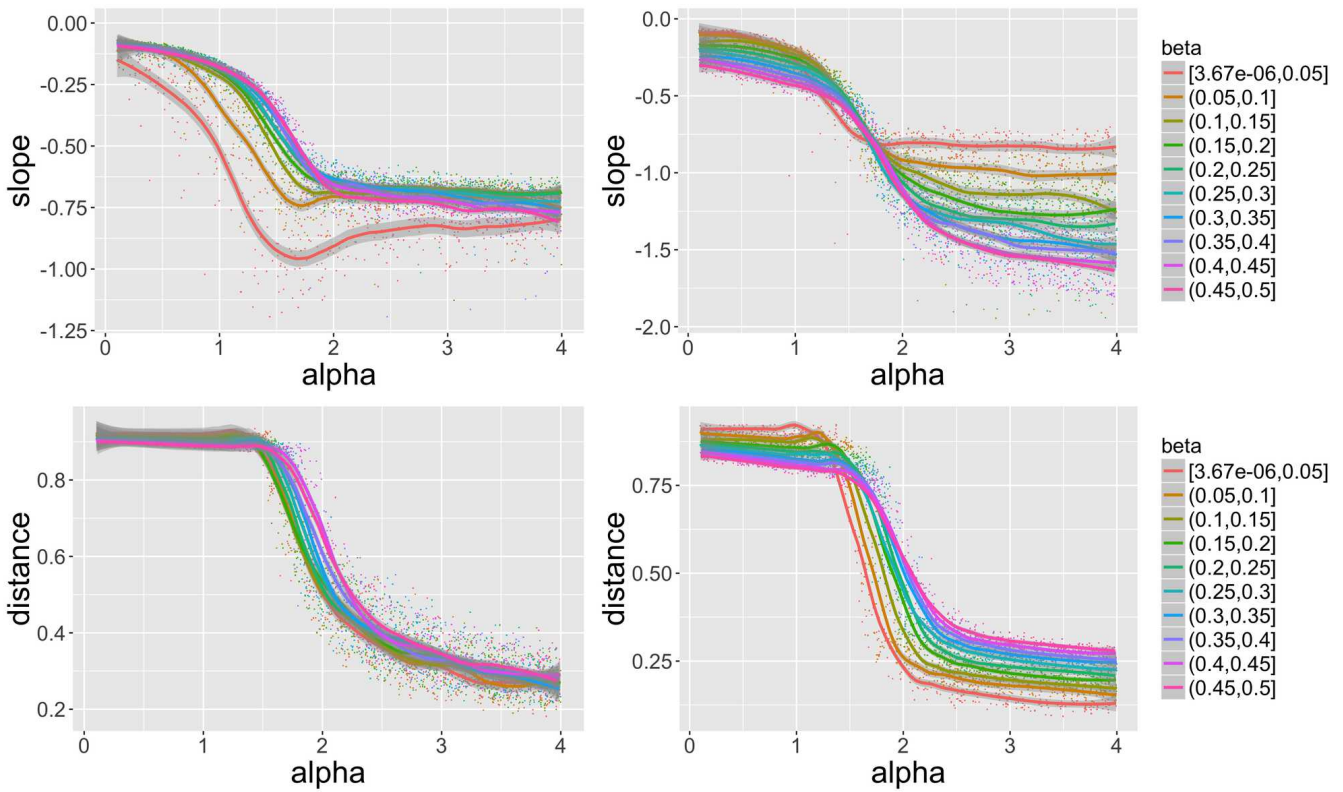 0.00
-0.25
-0.50
-0.75
-1.00
-1.25
slope
0 1 2 3 4
alpha
0.0
-0.5
-1.0
-1.5
-2.0
slope
0 1 2 3 4
alpha
beta
[3.67e-06,0.05]
(0.05,0.1]
(0.1,0.15]
(0.15,0.2]
(0.2,0.25]
(0.25,0.3]
(0.3,0.35]
(0.35,0.4]
(0.4,0.45]
(0.45,0.5]
0.8
0.6
0.4
0.2
distance
0 1 2 3 4
alpha
0.75
0.50
0.25
distance
0 1 2 3 4
alpha
beta
[3.67e-06,0.05]
(0.05,0.1]
(0.1,0.15]
(0.15,0.2]
(0.2,0.25]
(0.25,0.3]
(0.3,0.35]
(0.35,0.4]
(0.4,0.45]
(0.45,0.5]